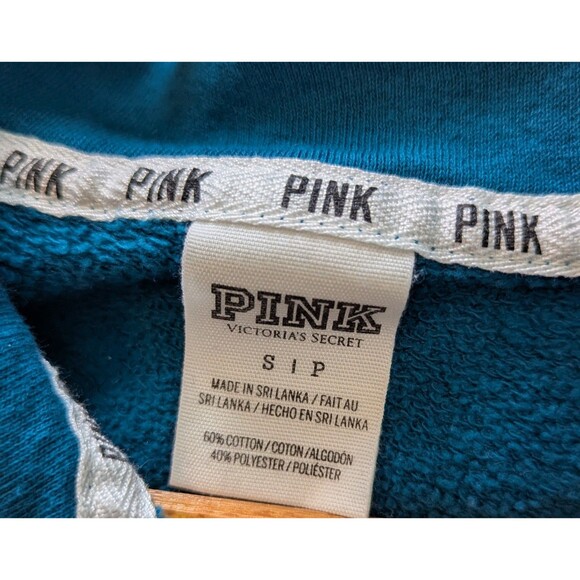 PINK PINK PINK PINK
PINK
VICTORIA'S SECRET
S | P
MADE IN SRI LANKA / FAIT AU
SRI LANKA / HECHO EN SRI LANKA
60% COTTON / COTON / ALGODÓN
40% POLYESTER / POLIÉSTER